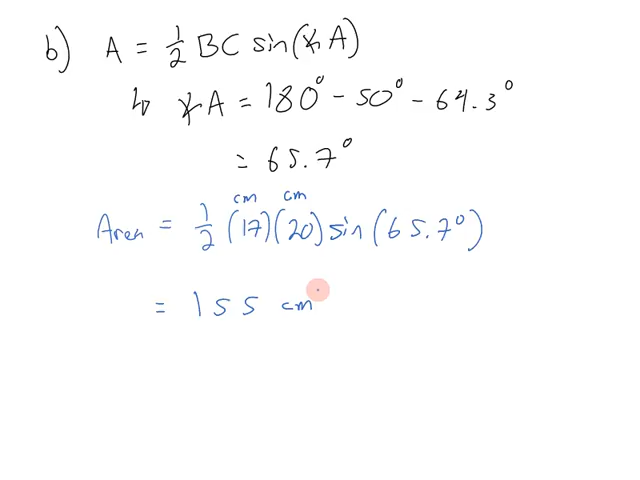 b) A = 1/2 BC sin(∡A)
↳ ∡A = 180° - 50° - 64.3°
= 65.7°
cm cm
Area = 1/2 (17)(20) sin(65.7°)
= 155 cm